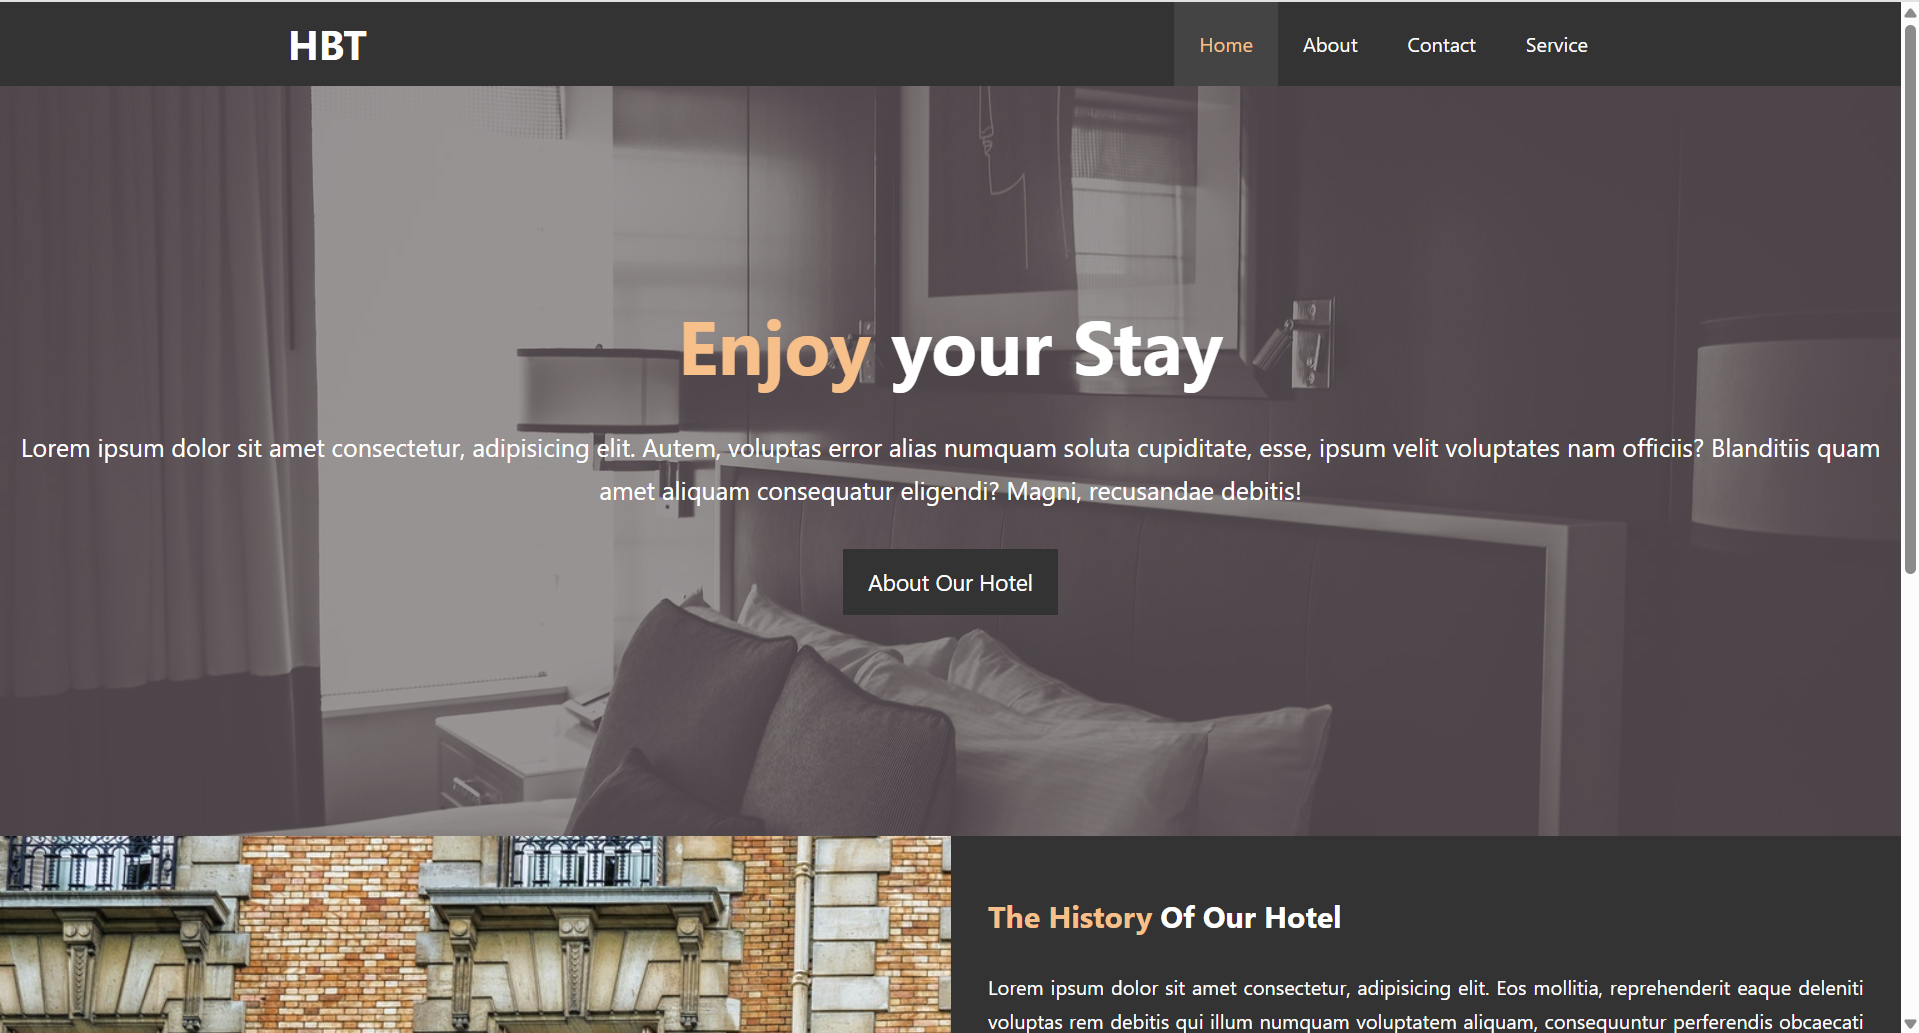 HBT
Home About Contact Service
Enjoy your Stay
Lorem ipsum dolor sit amet consectetur, adipisicing elit. Autem, voluptas error alias numquam soluta cupiditate, esse, ipsum velit voluptates nam officiis? Blanditiis quam
amet aliquam consequatur eligendi? Magni, recusandae debitis!
About Our Hotel
The History Of Our Hotel
Lorem ipsum dolor sit amet consectetur, adipisicing elit. Eos mollitia, reprehenderit eaque deleniti
voluptas rem debitis qui illum numquam voluptatem aliquam, consequuntur perferendis obcaecati